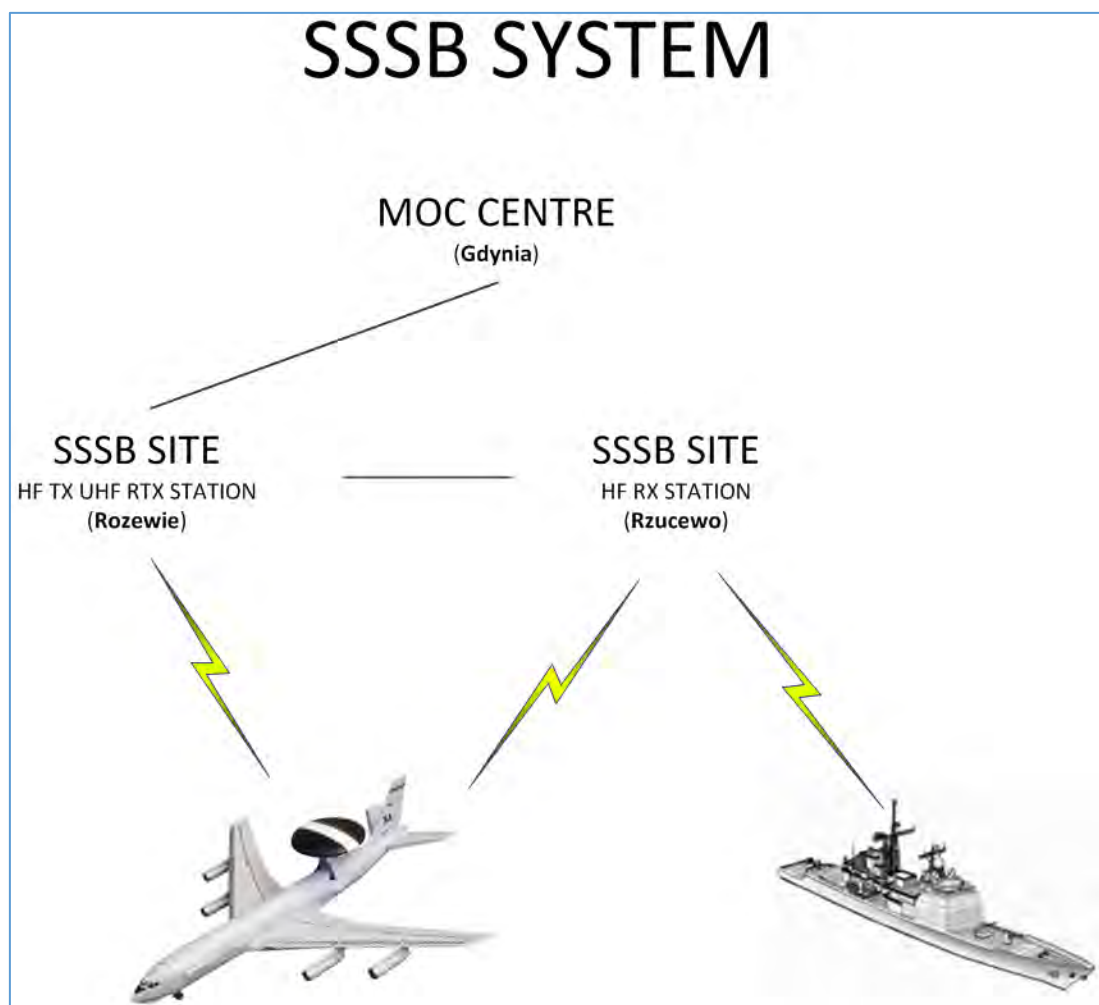 SSSB SYSTEM
MOC CENTRE
(Gdynia)
SSSB SITE
HF TX UHF RTX STATION
(Rozewie)
SSSB SITE
HF RX STATION
(Rzucewo)